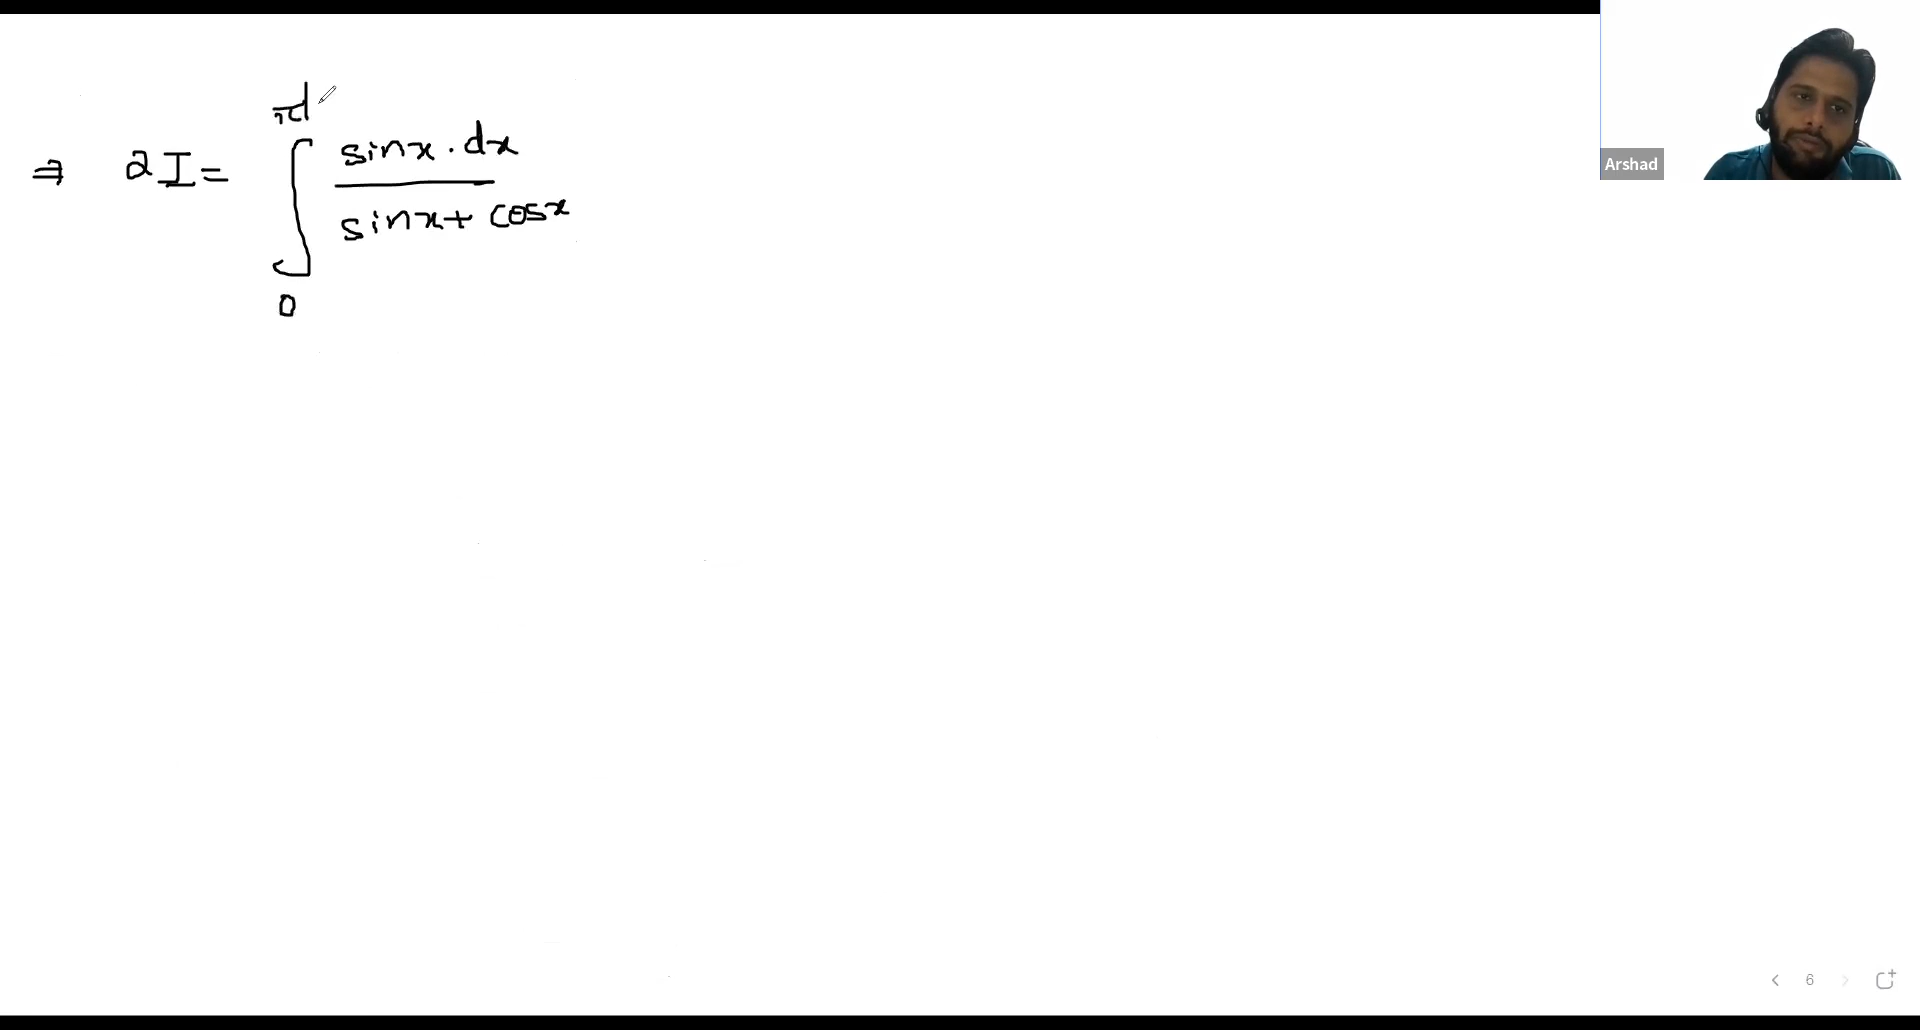 ⇒ 2I = ∫₀^π/ sinx . dx / sinx + cosx
Arshad
6